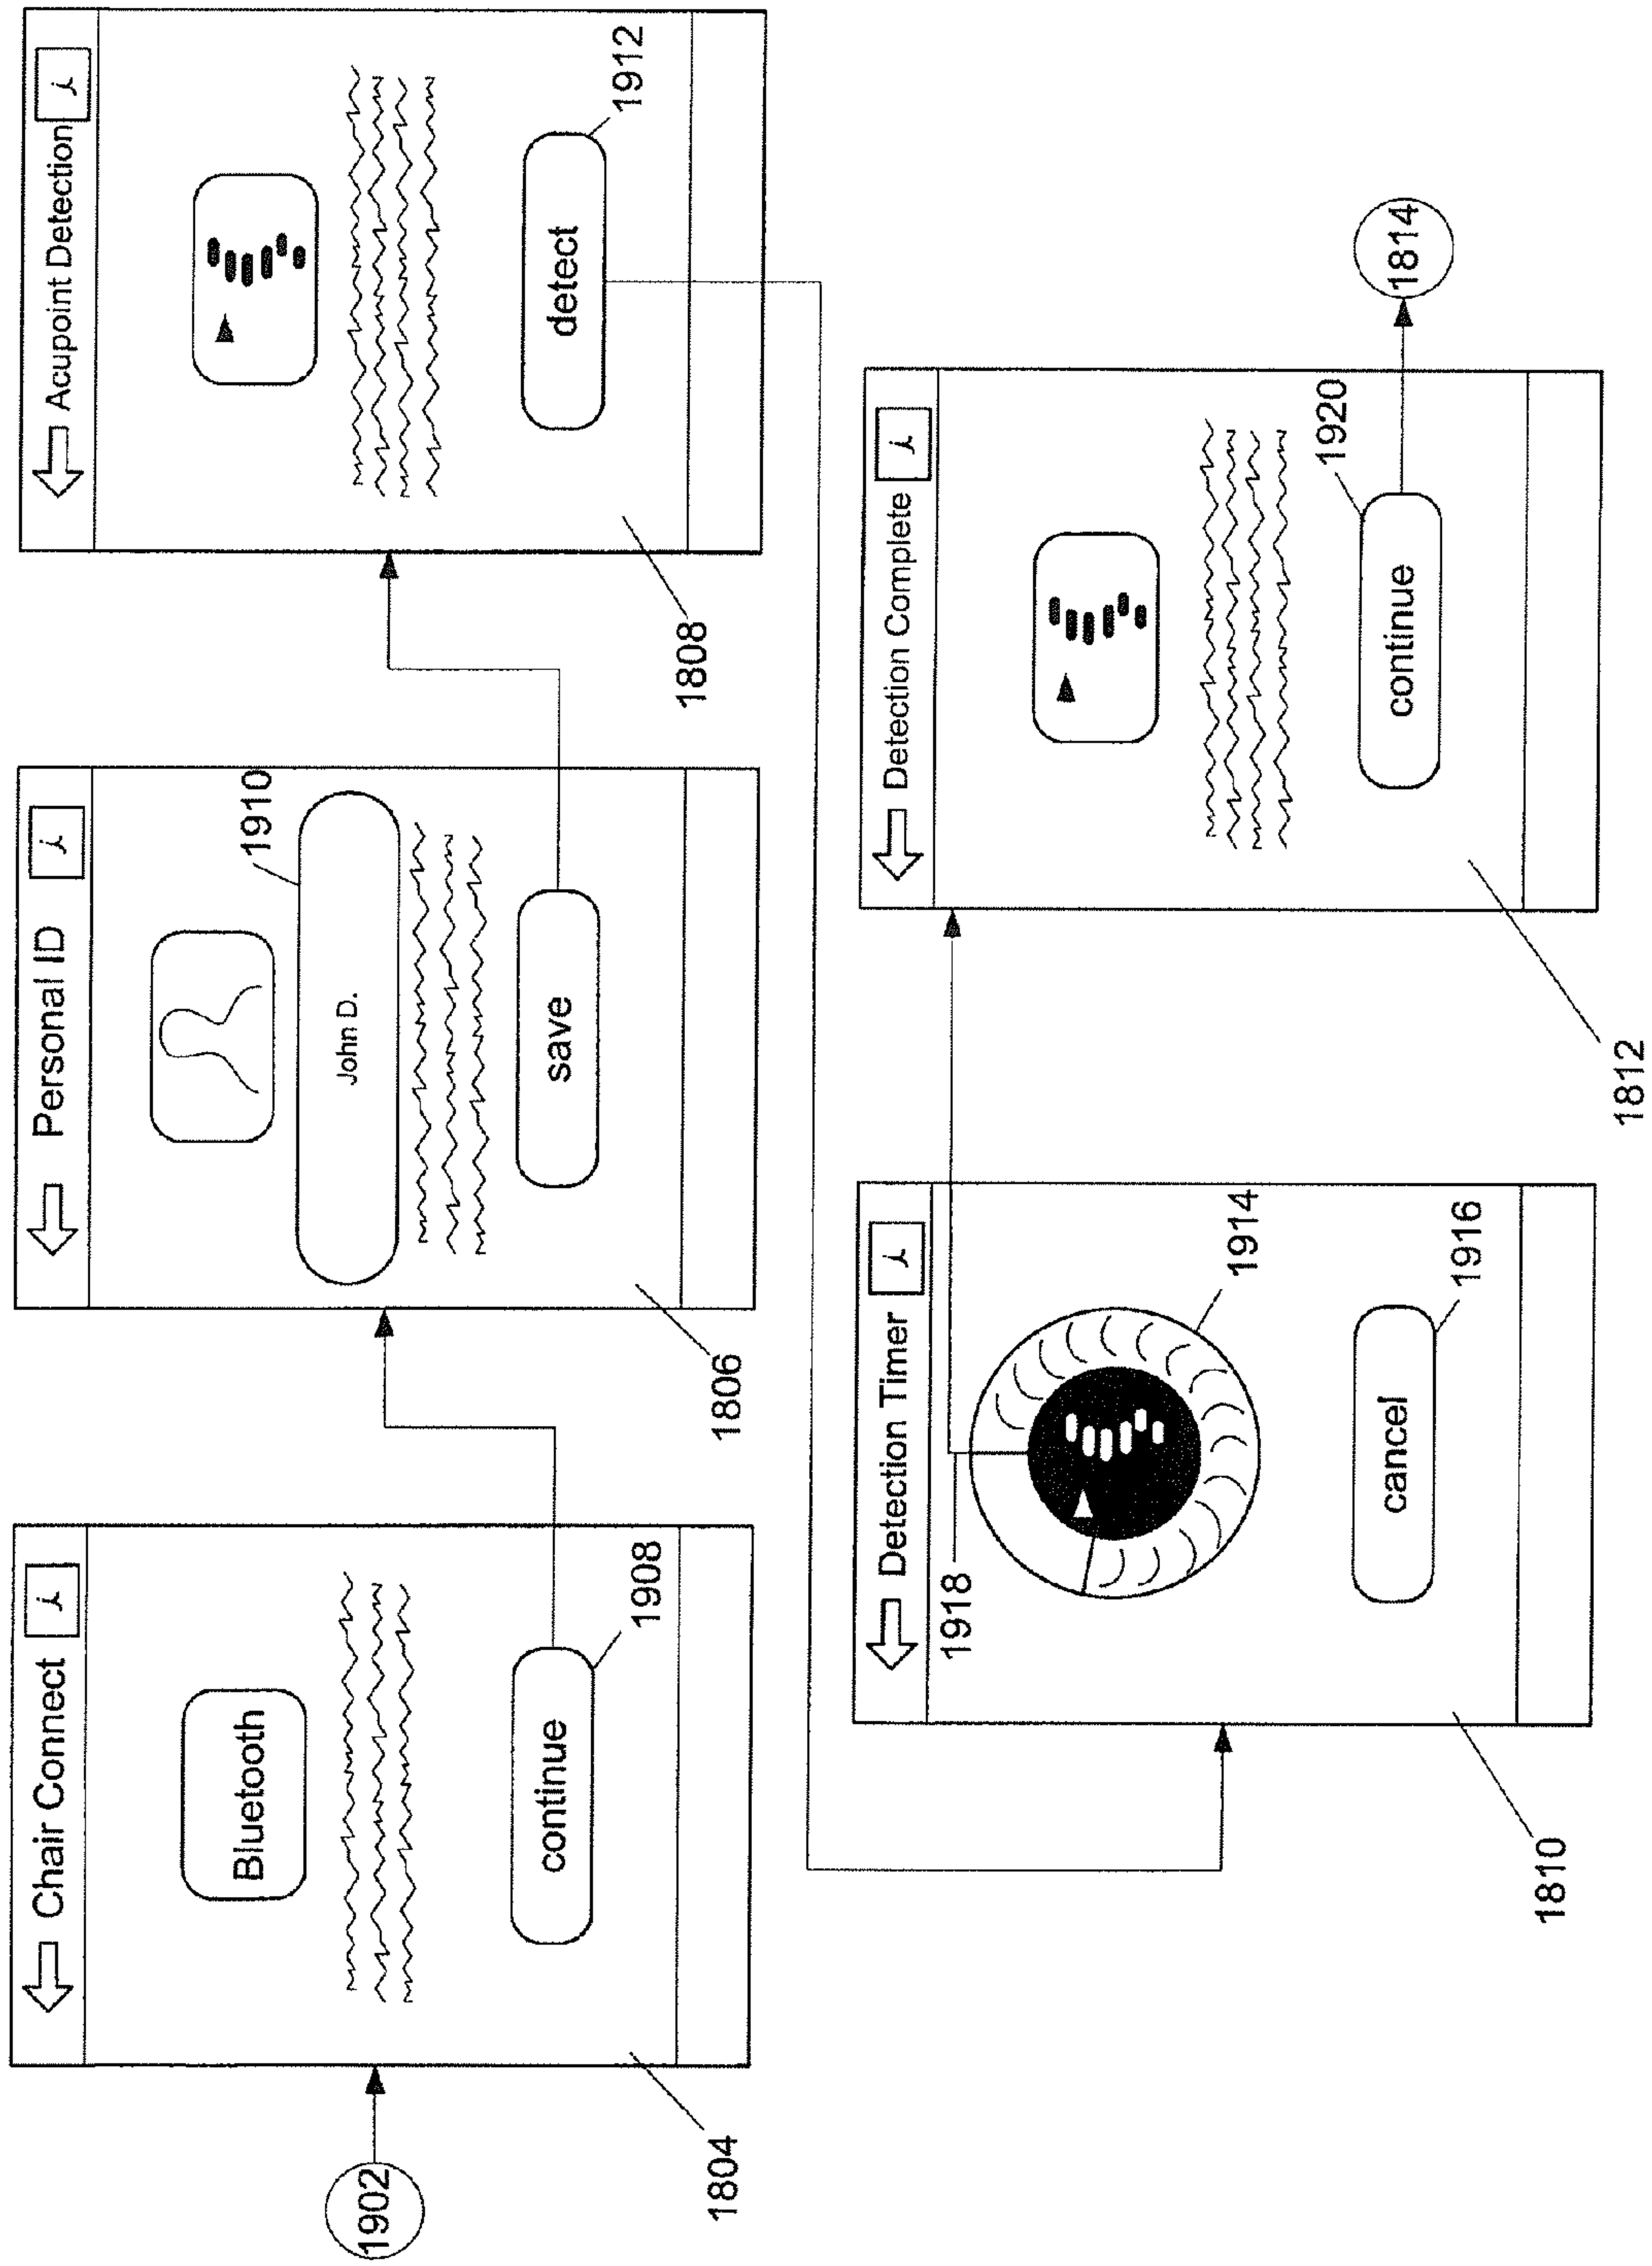 1902
Chair Connect i
Bluetooth
continue
1908
1804
Personal ID i
1910
John D.
save
1806
Acupoint Detection i
detect
1912
1808
Detection Timer i
1918
1914
cancel
1916
1810
Detection Complete i
continue
1920
1812
1814